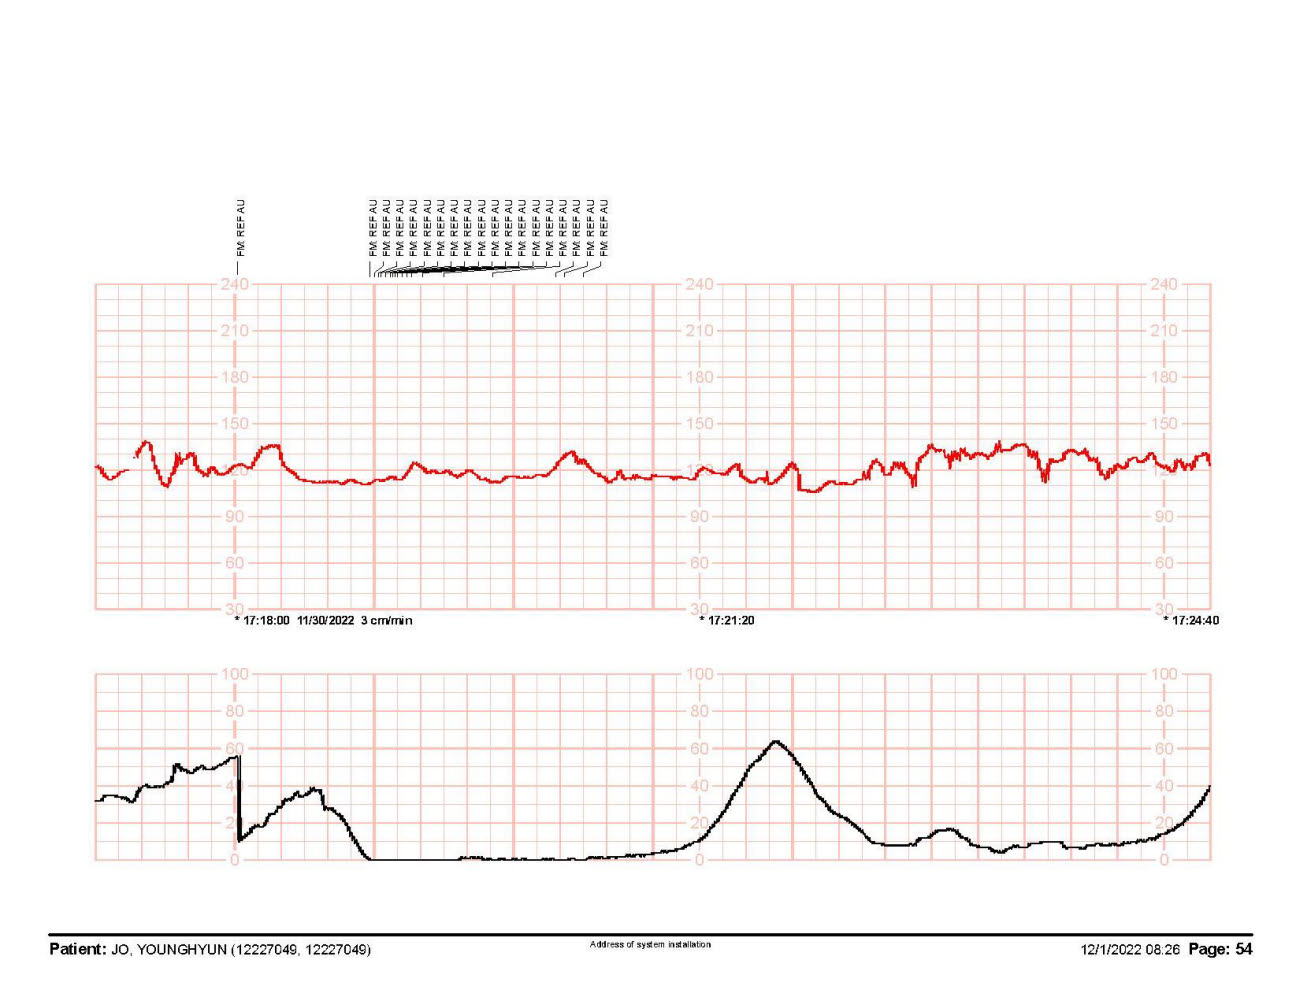 FM: REF AU FM: REF AU FM: REF AU FM: REF AU FM: REF AU FM: REF AU FM: REF AU FM: REF AU FM: REF AU FM: REF AU FM: REF AU FM: REF AU FM: REF AU FM: REF AU FM: REF AU FM: REF AU FM: REF AU FM: REF AU FM: REF AU
240 240 240
210 210 210
180 180 180
150 150 150
90 90 90
60 60 60
30 30 30
* 17:18:00 11/30/2022 3 cm/min * 17:21:20 * 17:24:40
100 100 100
80 80 80
60 60 60
40 40 40
20 20 20
0 0 0
Patient: JO, YOUNGHYUN (12227049, 12227049) Address of system installation 12/1/2022 08:26 Page: 54